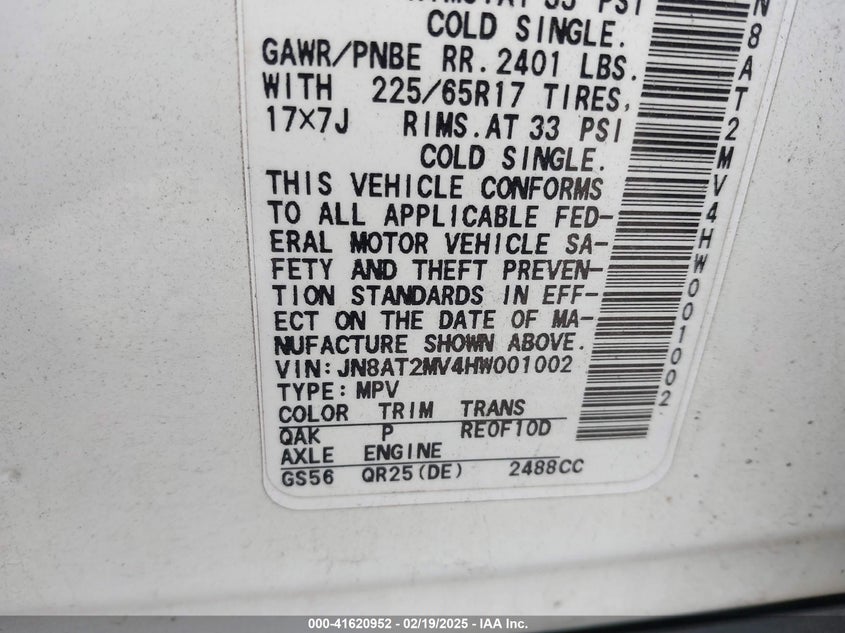 COLD SINGLE.
GAWR/PNBE RR.2401 LBS.
WITH 225/65R17 TIRES,
17×7J RIMS.AT 33 PSI
COLD SINGLE.
THIS VEHICLE CONFORMS
TO ALL APPLICABLE FED-
ERAL MOTOR VEHICLE SA-
FETY AND THEFT PREVEN-
TION STANDARDS IN EFF-
ECT ON THE DATE OF MA-
NUFACTURE SHOWN ABOVE.
VIN:JN8AT2MV4HW001002
TYPE:MPV
COLOR TRIM TRANS
QAK P RE0F10D
AXLE ENGINE
GS56 QR25(DE) 2488CC
N8AT2MV4HW001002
000-41620952 - 02/19/2025 - IAA Inc.